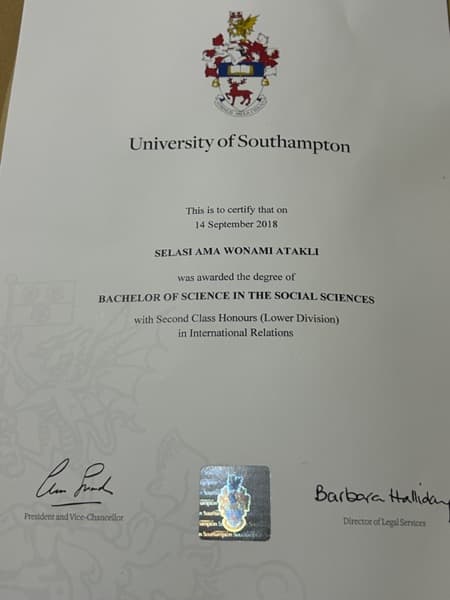 University of Southampton
This is to certify that on
14 September 2018
SELASI AMA WONAMI ATAKLI
was awarded the degree of
BACHELOR OF SCIENCE IN THE SOCIAL SCIENCES
with Second Class Honours (Lower Division)
in International Relations
Barbara Halliday
President and Vice-Chancellor
Director of Legal Services